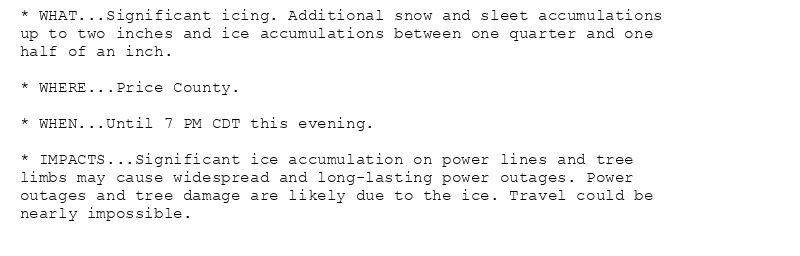 * WHAT...Significant icing. Additional snow and sleet accumulations
up to two inches and ice accumulations between one quarter and one
half of an inch.
* WHERE...Price County.
* WHEN...Until 7 PM CDT this evening.
* IMPACTS...Significant ice accumulation on power lines and tree
limbs may cause widespread and long-lasting power outages. Power
outages and tree damage are likely due to the ice. Travel could be
nearly impossible.